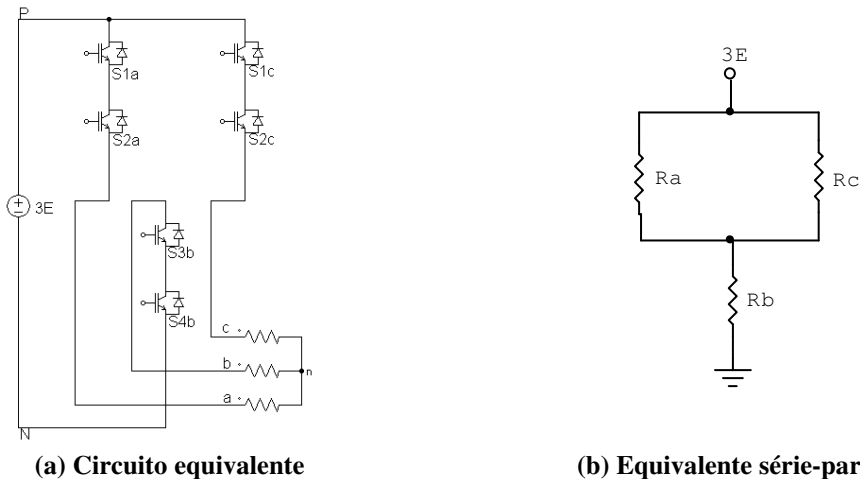 P
S1a
S1c
S2a
S2c
3E
S3b
S4b
c
b
n
a
N
3E
Ra
Rc
Rb
(a) Circuito equivalente
(b) Equivalente série-par